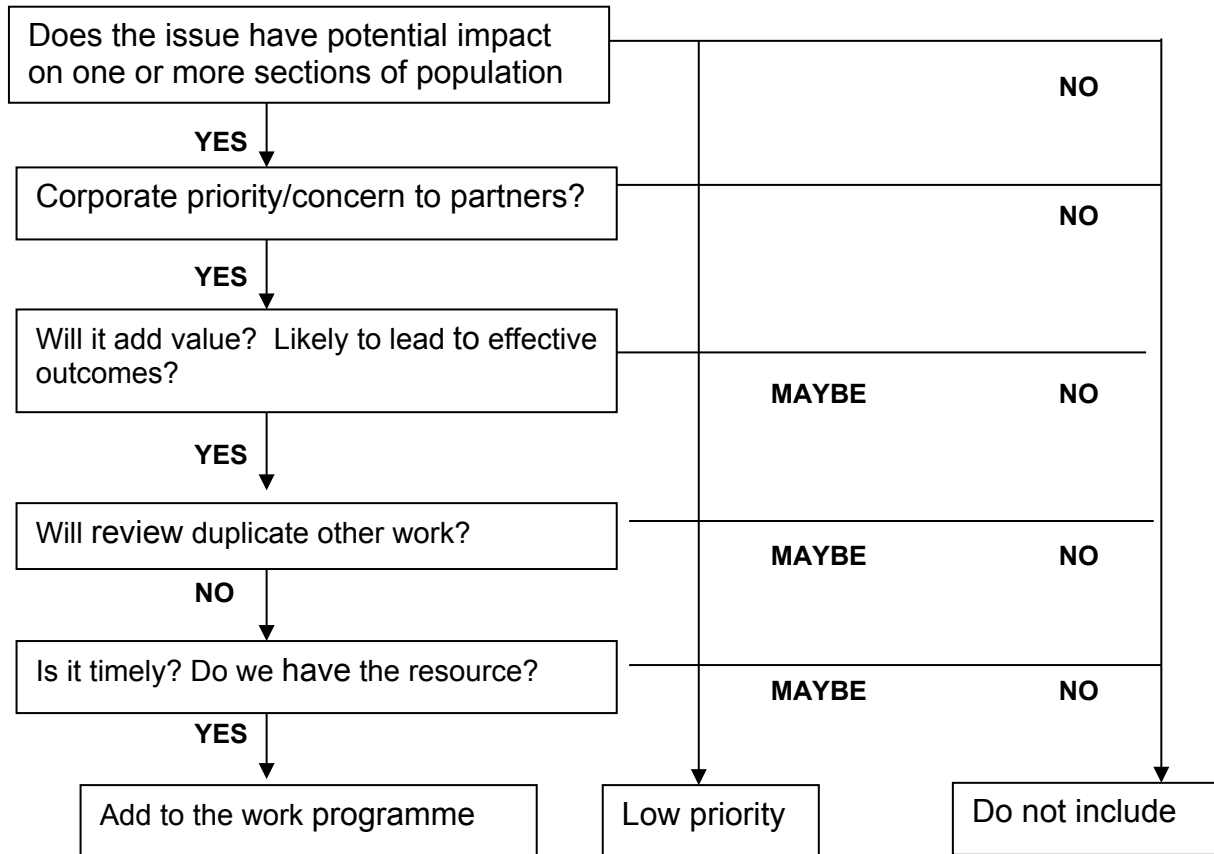 Does the issue have potential impact
on one or more sections of population
NO
YES
Corporate priority/concern to partners?
NO
YES
Will it add value?  Likely to lead to effective
outcomes?
MAYBE NO
YES
Will review duplicate other work?
MAYBE NO
NO
Is it timely? Do we have the resource?
MAYBE NO
YES
Add to the work programme
Low priority
Do not include